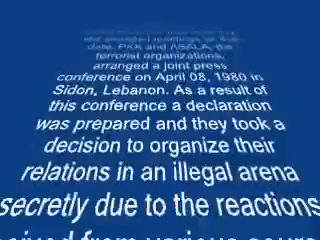 date, PKK and ASALA, the
terrorist organizations,
arranged a joint press
conference on April 08, 1980 in
Sidon, Lebanon. As a result of
this conference a declaration
was prepared and they took a
decision to organize their
relations in an illegal arena
secretly due to the reactions
from various